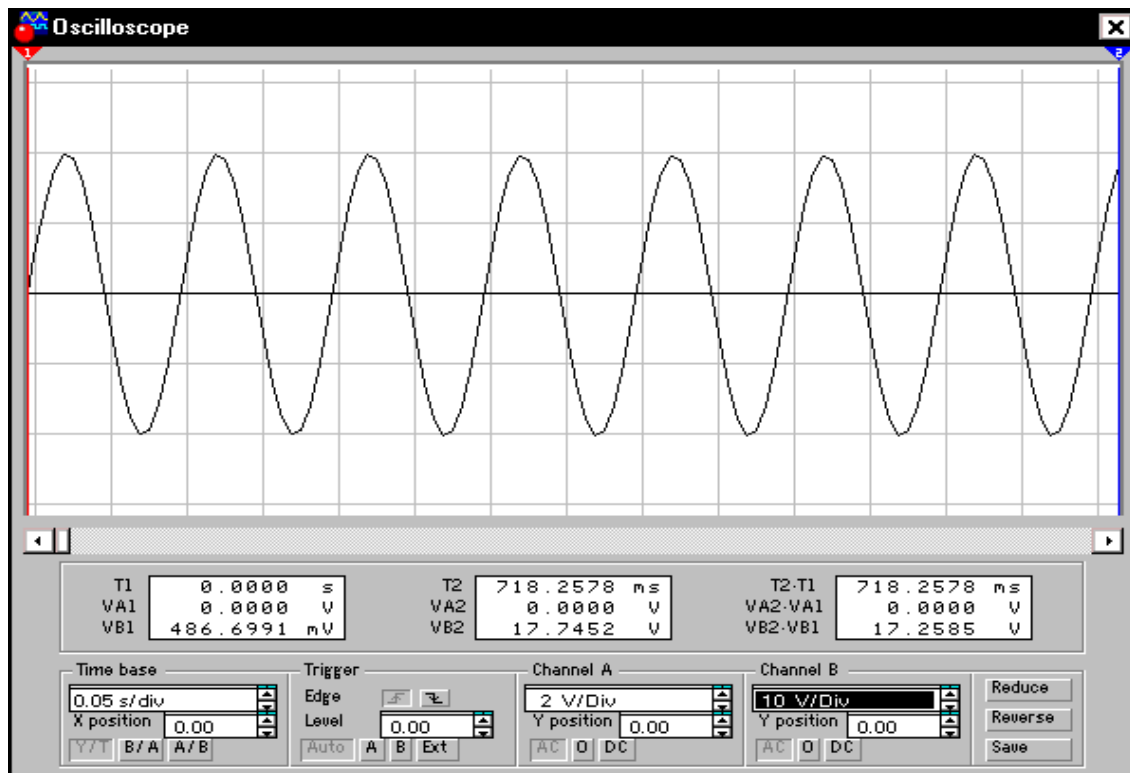 Oscilloscope
1 2
T1 0.0000 s T2 718.2578 ms T2-T1 718.2578 ms
VA1 0.0000 V VA2 0.0000 V VA2-VA1 0.0000 V
VB1 486.6991 mV VB2 17.7452 V VB2-VB1 17.2585 V
Time base Trigger Channel A Channel B
0.05 s/div Edge 2 V/Div 10 V/Div Reduce
X position 0.00 Level 0.00 Y position 0.00 Y position 0.00 Reverse
Y/T B/A A/B Auto A B Ext AC 0 DC AC 0 DC Save